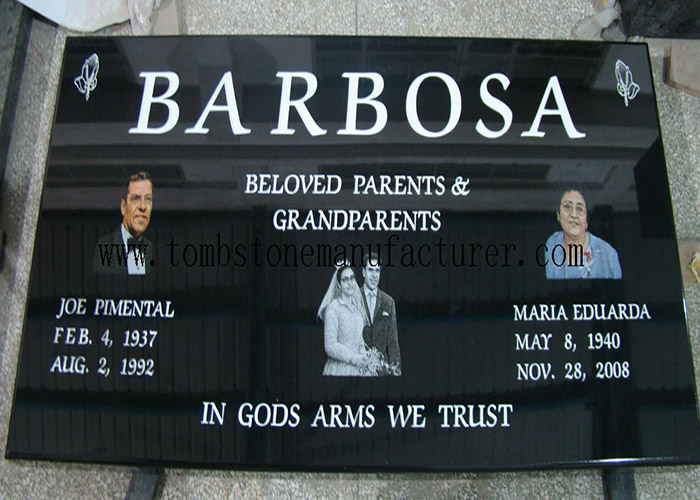 BARBOSA
BELOVED PARENTS &
GRANDPARENTS
www.tombstonemanufacturer.com
JOE PIMENTAL
FEB. 4, 1937
AUG. 2, 1992
MARIA EDUARDA
MAY 8, 1940
NOV. 28, 2008
IN GODS ARMS WE TRUST